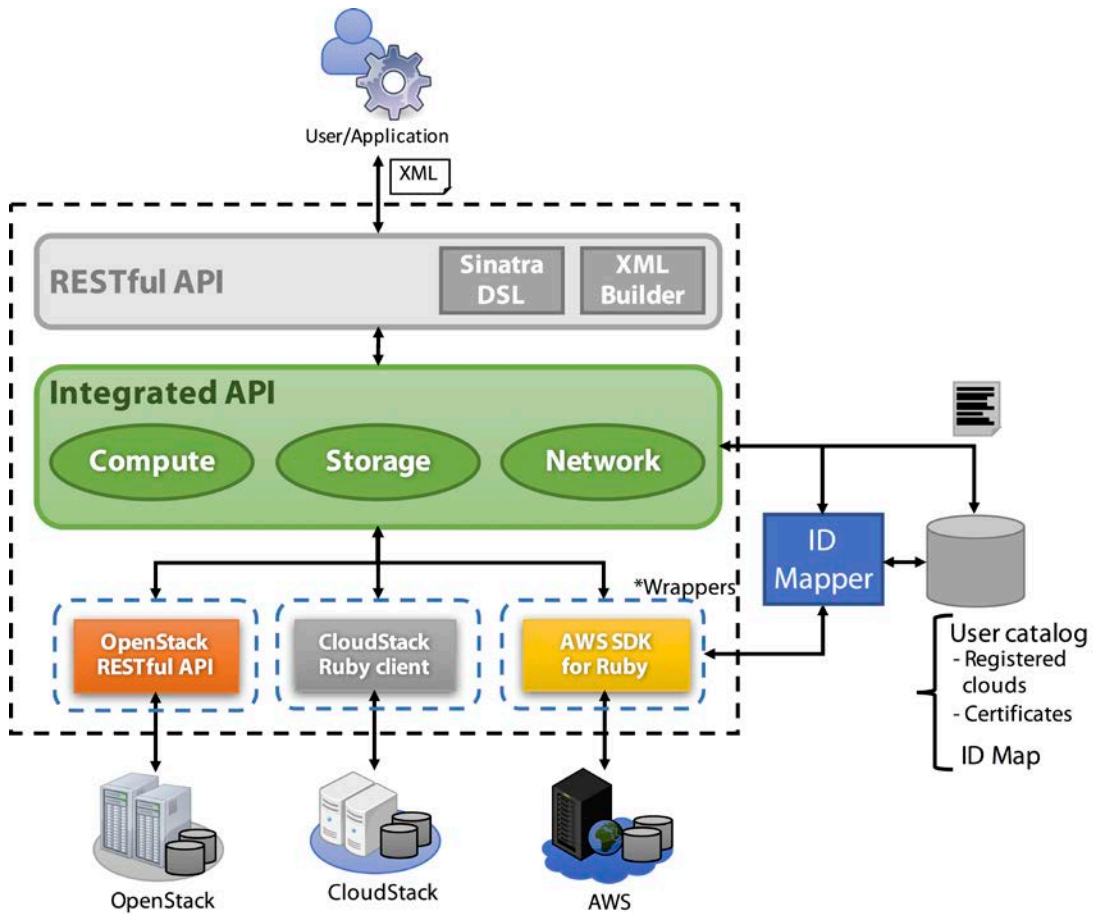 User/Application
XML
RESTful API
Sinatra
DSL
XML
Builder
Integrated API
Compute
Storage
Network
ID
Mapper
*Wrappers
OpenStack
RESTful API
CloudStack
Ruby client
AWS SDK
for Ruby
User catalog
- Registered
clouds
- Certificates
ID Map
OpenStack
CloudStack
AWS